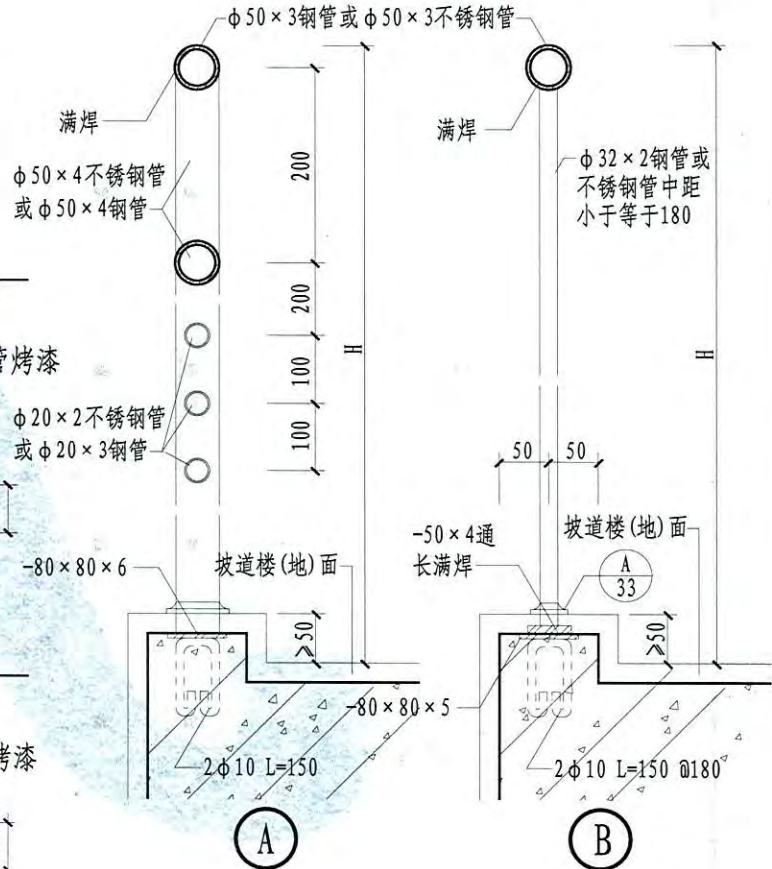 ϕ50×3钢管或ϕ50×3不锈钢管
满焊
ϕ50×4不锈钢管
或ϕ50×4钢管
200
200
100
100
H
管烤漆
ϕ20×2不锈钢管
或ϕ20×3钢管
-80×80×6
坡道楼(地)面
≥50
2ϕ10 L=150
烤漆
A
满焊
ϕ32×2钢管或
不锈钢管中距
小于等于180
H
50
50
-50×4通
长满焊
坡道楼(地)面
A
33
≥50
-80×80×5
2ϕ10 L=150 @180
B